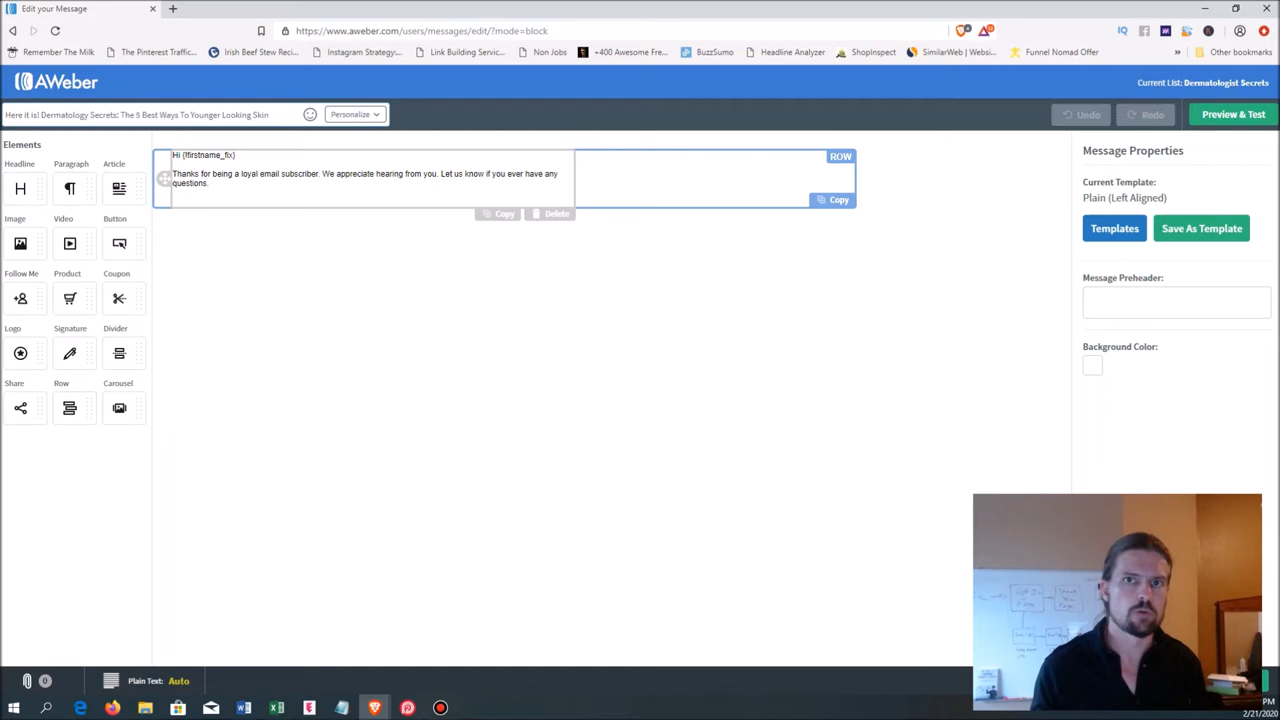 Edit your Message
https://www.aweber.com/users/messages/edit/?mode=block
Remember The Milk
The Pinterest Traffic...
Irish Beef Stew Reci...
Instagram Strategy:...
Link Building Servic...
Non Jobs
+400 Awesome Fre...
BuzzSumo
Headline Analyzer
ShopInspect
SimilarWeb | Websi...
Funnel Nomad Offer
»
Other bookmarks
AWeber
Current List: Dermatologist Secrets
Here it is! Dermatology Secrets: The 5 Best Ways To Younger Looking Skin
Personalize
Undo
Redo
Preview & Test
Elements
Headline Paragraph Article
Image Video Button
Follow Me Product Coupon
Logo Signature Divider
Share Row Carousel
Hi {!firstname_fix}
Thanks for being a loyal email subscriber. We appreciate hearing from you. Let us know if you ever have any
questions.
Copy
Delete
ROW
Copy
Message Properties
Current Template:
Plain (Left Aligned)
Templates
Save As Template
Message Preheader:
Background Color:
0
Plain Text: Auto
PM
2/21/2020